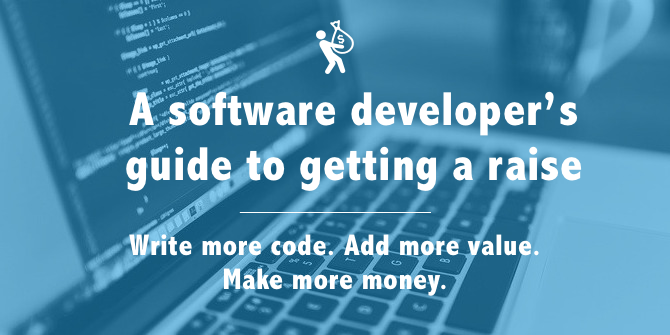 $
A software developer's
guide to getting a raise
Write more code. Add more value.
Make more money.